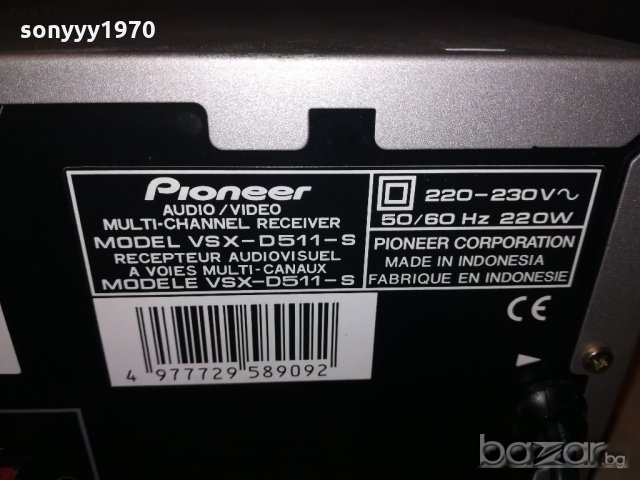 sonyyy1970
Pioneer
AUDIO/VIDEO
MULTI-CHANNEL RECEIVER
MODEL VSX-D511-S
RECEPTEUR AUDIOVISUEL
A VOIES MULTI-CANAUX
MODÈLE VSX-D511-S
220-230V~
50/60 Hz 220W
PIONEER CORPORATION
MADE IN INDONESIA
FABRIQUE EN INDONESIE
CE
4 977729 589092
bazar.bg